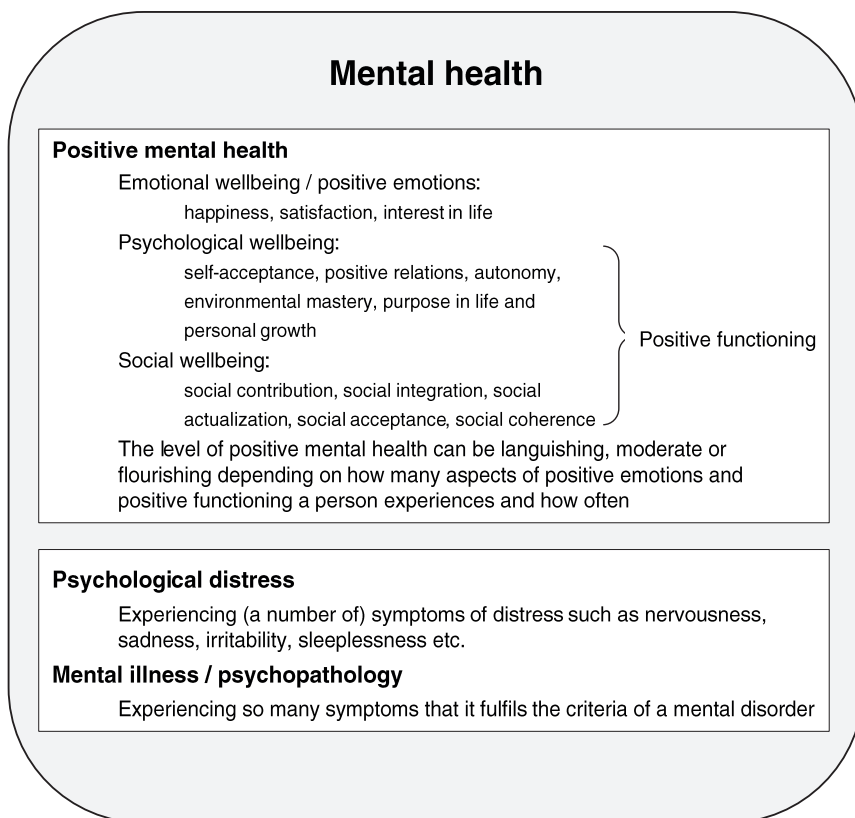 Mental health
Positive mental health
Emotional wellbeing / positive emotions:
happiness, satisfaction, interest in life
Psychological wellbeing:
self-acceptance, positive relations, autonomy,
environmental mastery, purpose in life and
personal growth
Positive functioning
Social wellbeing:
social contribution, social integration, social
actualization, social acceptance, social coherence
The level of positive mental health can be languishing, moderate or
flourishing depending on how many aspects of positive emotions and
positive functioning a person experiences and how often
Psychological distress
Experiencing (a number of) symptoms of distress such as nervousness,
sadness, irritability, sleeplessness etc.
Mental illness / psychopathology
Experiencing so many symptoms that it fulfils the criteria of a mental disorder